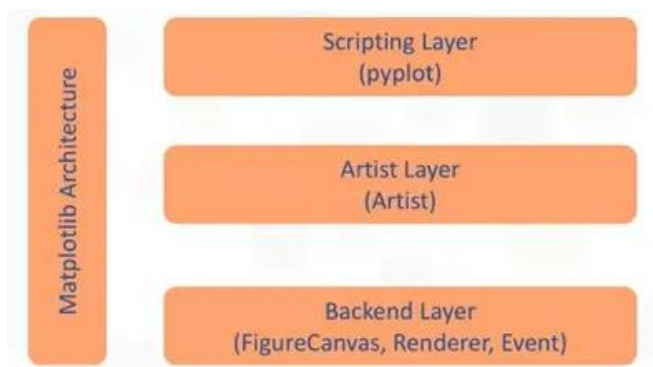 Matplotlib Architecture
Scripting Layer
(pyplot)
Artist Layer
(Artist)
Backend Layer
(FigureCanvas, Renderer, Event)